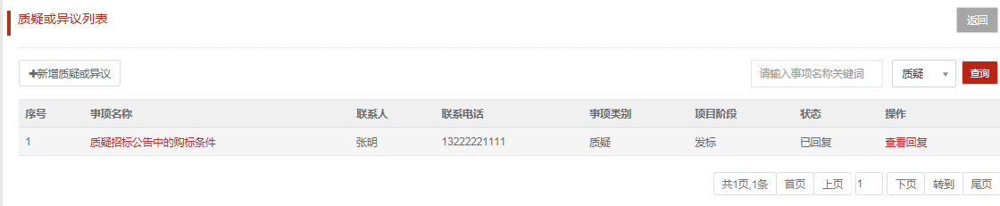 质疑或异议列表 返回
✚新增质疑或异议 请输入事项名称关键词 质疑 查询
序号 事项名称 联系人 联系电话 事项类别 项目阶段 状态 操作
1 质疑招标公告中的购标条件 张明 13222221111 质疑 发标 已回复 查看回复
共1页,1条 首页 上页 1 下页 转到 尾页